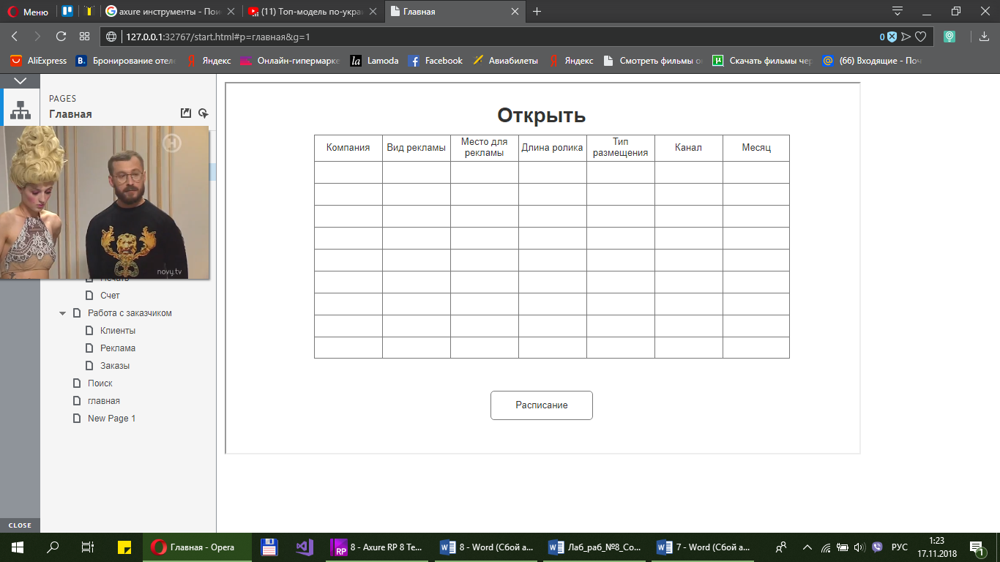 Меню
axure инструменты - Пои
(11) Топ-модель по-укра
Главная
127.0.0.1:32767/start.html#p=главная&g=1
0
AliExpress
B. Бронирование отеле
Я Яндекс
Онлайн-гипермарке
la Lamoda
Facebook
Авиабилеты
Я Яндекс
Смотреть фильмы о
Скачать фильмы чер
(66) Входящие - Поч
PAGES
Главная
novy.tv
Печать
Счет
Работа с заказчиком
Клиенты
Реклама
Заказы
Поиск
главная
New Page 1
CLOSE
Открыть
Компания
Вид рекламы
Место для
рекламы
Длина ролика
Тип
размещения
Канал
Месяц
Расписание
Главная - Opera
RP 8 - Axure RP 8 Te...
8 - Word (Сбой а...
Лаб_раб_№8_Со...
7 - Word (Сбой а...
РУС
1:23
17.11.2018
1